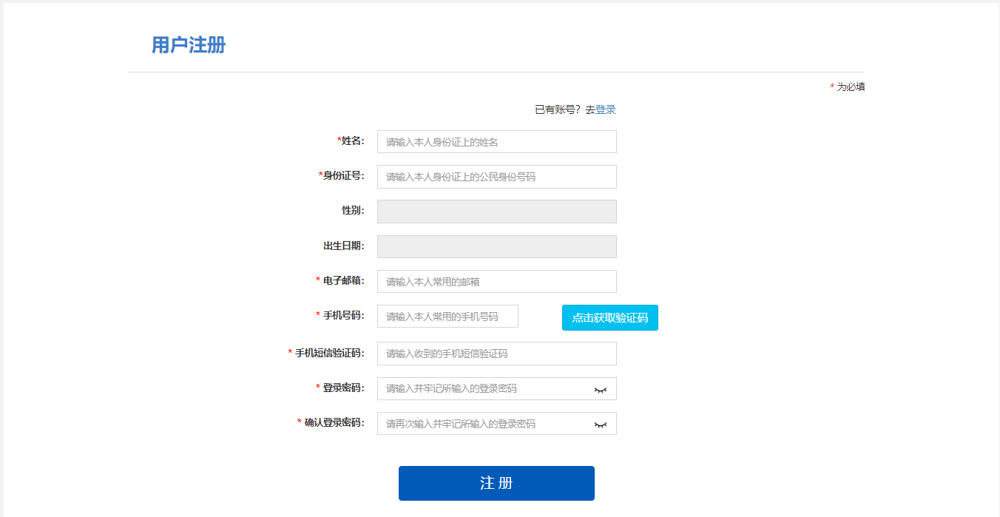 用户注册
* 为必填
已有账号？去登录
*姓名： 请输入本人身份证上的姓名
*身份证号： 请输入本人身份证上的公民身份号码
性别：
出生日期：
* 电子邮箱： 请输入本人常用的邮箱
* 手机号码： 请输入本人常用的手机号码 点击获取验证码
* 手机短信验证码： 请输入收到的手机短信验证码
* 登录密码： 请输入并牢记所输入的登录密码
* 确认登录密码： 请再次输入并牢记所输入的登录密码
注 册